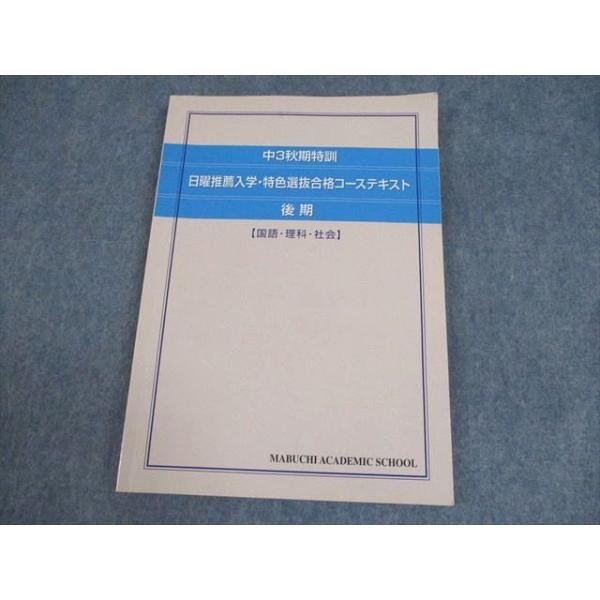 中3秋期特訓
日曜推薦入学・特色選抜合格コーステキスト
後期
【国語・理科・社会】
MABUCHI ACADEMIC SCHOOL